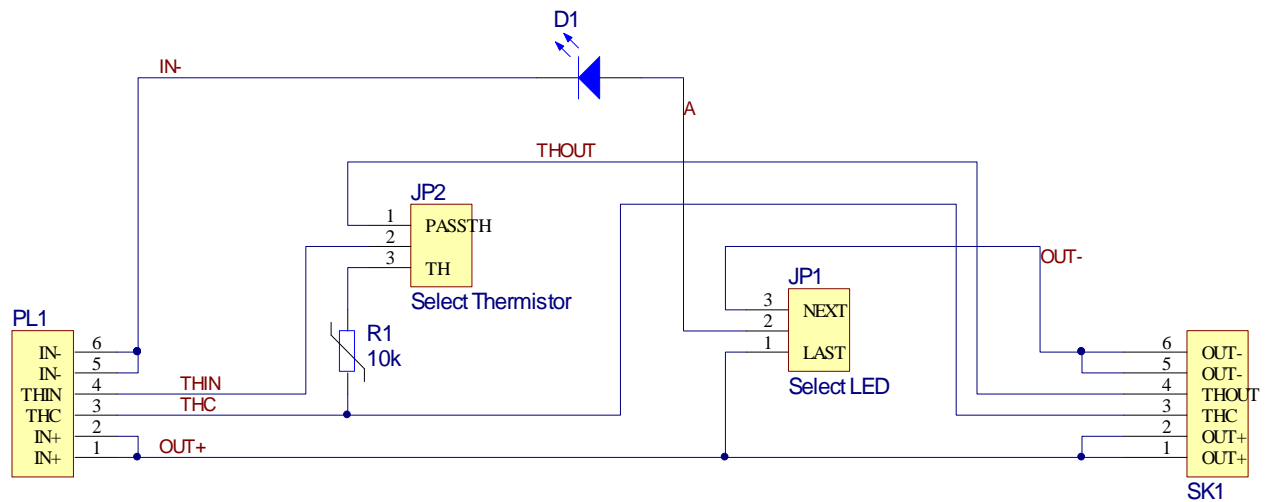 D1
IN-
A
THOUT
JP2
1 PASSTH
2
3 TH
Select Thermistor
OUT-
JP1
3 NEXT
2
1 LAST
Select LED
R1
10k
PL1
IN- 6
IN- 5
THIN 4
THC 3
IN+ 2
IN+ 1
THIN
THC
OUT+
6 OUT-
5 OUT-
4 THOUT
3 THC
2 OUT+
1 OUT+
SK1